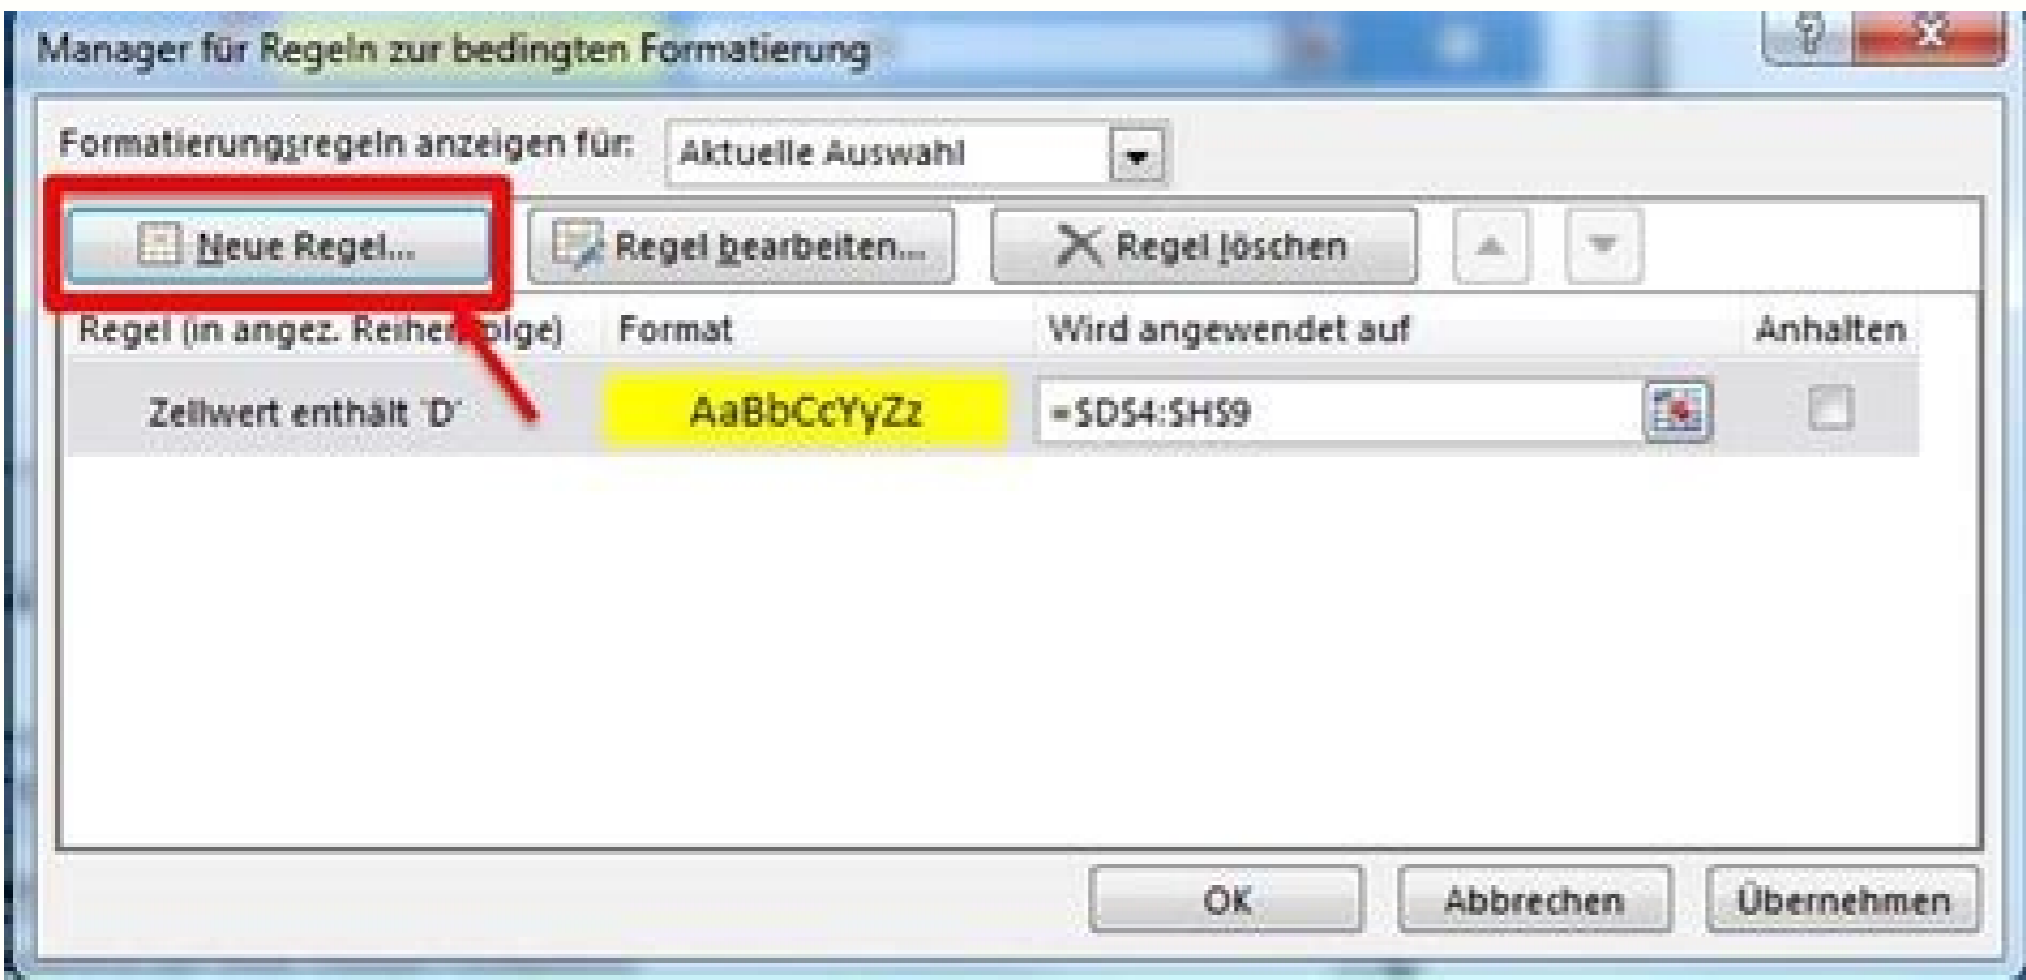 Manager für Regeln zur bedingten Formatierung
Formatierungsregeln anzeigen für: Aktuelle Auswahl
Neue Regel... Regel bearbeiten... Regel löschen
Regel (in angez. Reihenfolge) Format Wird angewendet auf Anhalten
Zellwert enthält 'D' AaBbCcYyZz =$D$4:$H$9
OK Abbrechen Übernehmen